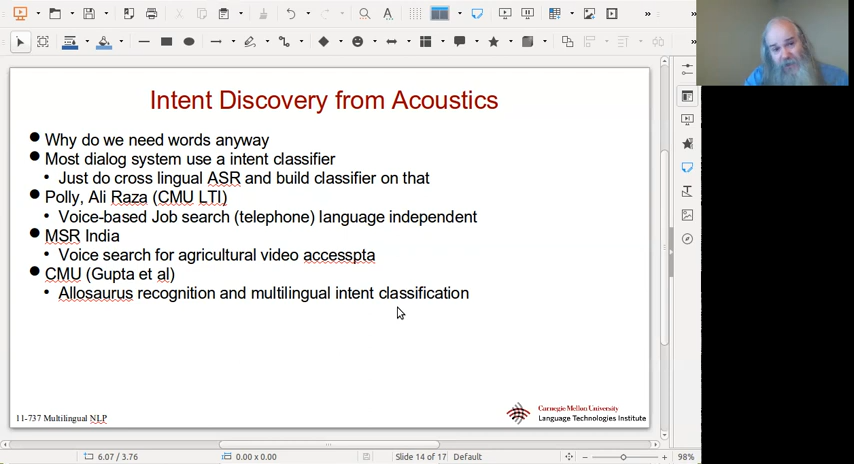 Intent Discovery from Acoustics
Why do we need words anyway
Most dialog system use a intent classifier
Just do cross lingual ASR and build classifier on that
Polly, Ali Raza (CMU LTI)
Voice-based Job search (telephone) language independent
MSR India
Voice search for agricultural video accesspta
CMU (Gupta et al)
Allosaurus recognition and multilingual intent classification
11-737 Multilingual NLP
Carnegie Mellon University
Language Technologies Institute
6.07 / 3.76
0.00 x 0.00
Slide 14 of 17
Default
98%